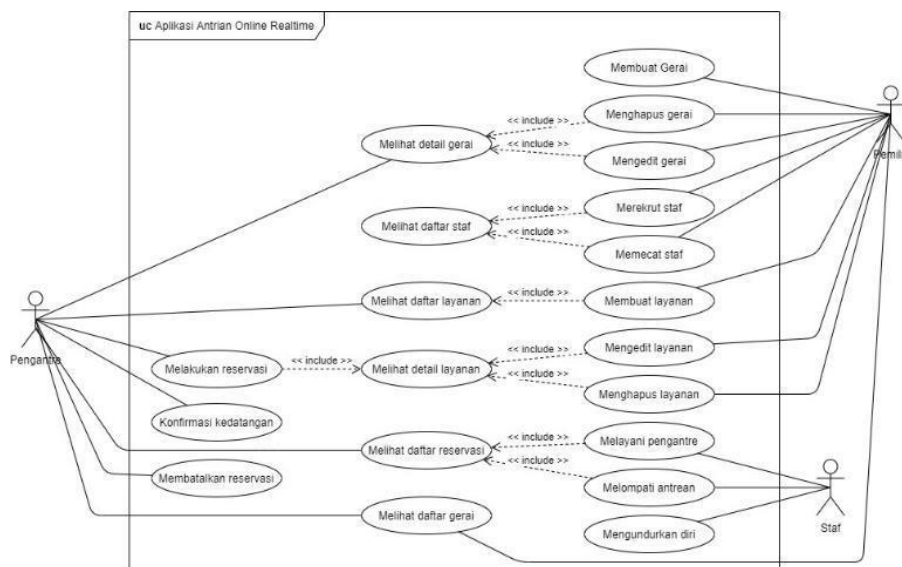 uc Aplikasi Antrian Online Realtime
Membuat Gerai
<< include >>
Menghapus gerai
Melihat detail gerai
<< include >>
Mengedit gerai
<< include >>
Merekrut staf
Melihat daftar staf
<< include >>
Memecat staf
Melihat daftar layanan
<< include >>
Membuat layanan
Pengantre
Melakukan reservasi
<< include >>
Melihat detail layanan
<< include >>
Mengedit layanan
<< include >>
Menghapus layanan
Konfirmasi kedatangan
Melihat daftar reservasi
<< include >>
Melayani pengantre
<< include >>
Membatalkan reservasi
Melompati antrean
Melihat daftar gerai
Mengundurkan diri
Staf